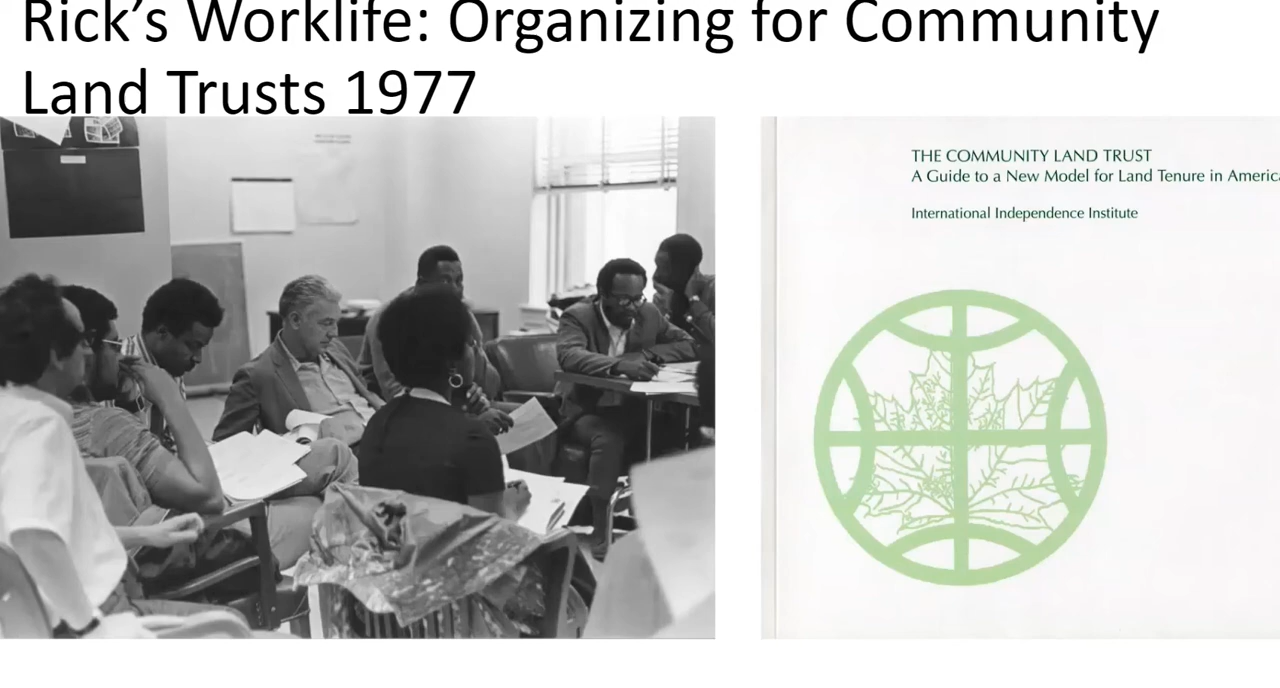 Rick’s Worklife: Organizing for Community
Land Trusts 1977
THE COMMUNITY LAND TRUST
A Guide to a New Model for Land Tenure in America
International Independence Institute